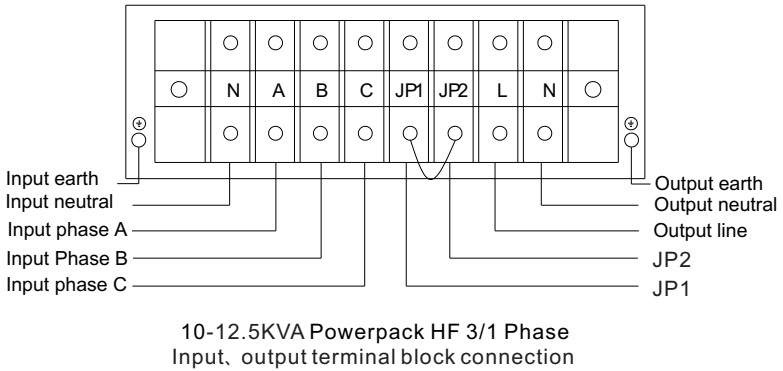 N A B C JP1 JP2 L N
Input earth
Input neutral
Input phase A
Input Phase B
Input phase C
Output earth
Output neutral
Output line
JP2
JP1
10-12.5KVA Powerpack HF 3/1 Phase
Input、output terminal block connection